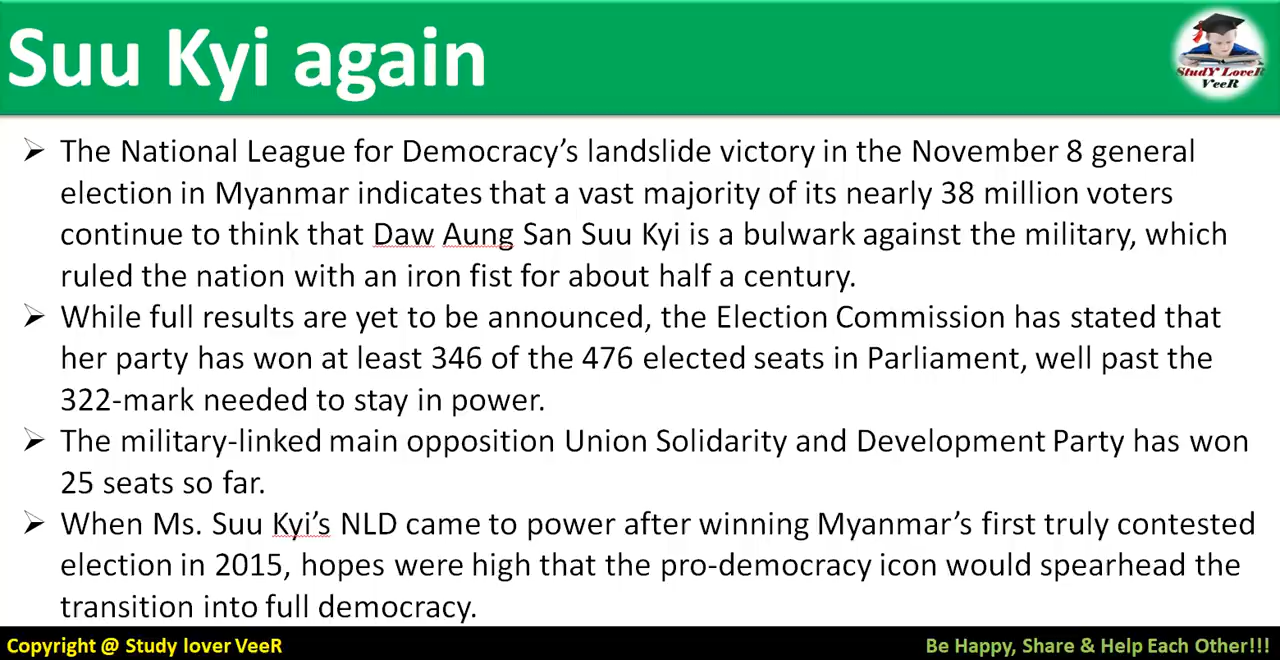 Suu Kyi again
StudY LoveR
VeeR
➢ The National League for Democracy’s landslide victory in the November 8 general
election in Myanmar indicates that a vast majority of its nearly 38 million voters
continue to think that Daw Aung San Suu Kyi is a bulwark against the military, which
ruled the nation with an iron fist for about half a century.
➢ While full results are yet to be announced, the Election Commission has stated that
her party has won at least 346 of the 476 elected seats in Parliament, well past the
322-mark needed to stay in power.
➢ The military-linked main opposition Union Solidarity and Development Party has won
25 seats so far.
➢ When Ms. Suu Kyi’s NLD came to power after winning Myanmar’s first truly contested
election in 2015, hopes were high that the pro-democracy icon would spearhead the
transition into full democracy.
Copyright @ Study lover VeeR
Be Happy, Share & Help Each Other!!!